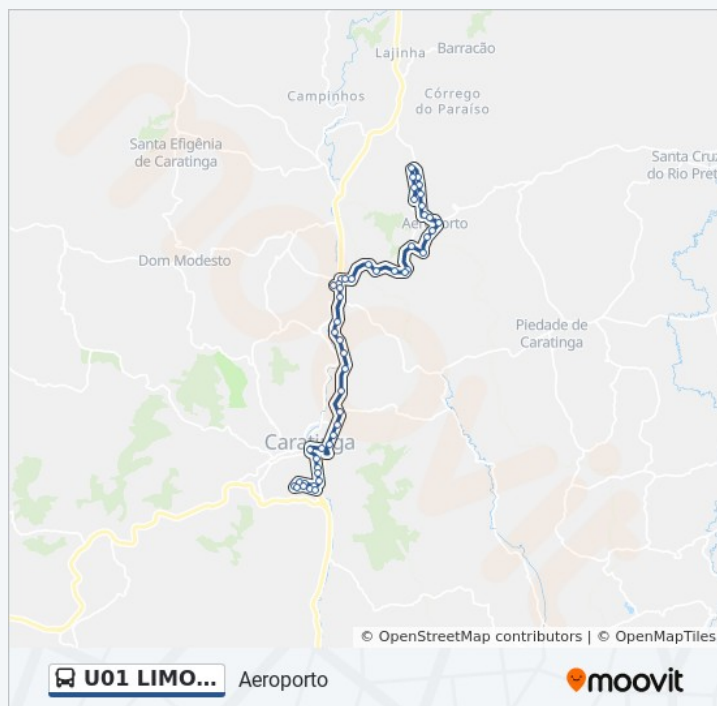 Lajinha
Barracão
Campinhos
Córrego
do Paraíso
Santa Efigênia
de Caratinga
Santa Cruz
do Rio Pret
Aeroporto
Dom Modesto
Piedade de
Caratinga
Caratinga
moovit
© OpenStreetMap contributors | © OpenMapTiles
U01 LIMO... Aeroporto
moovit